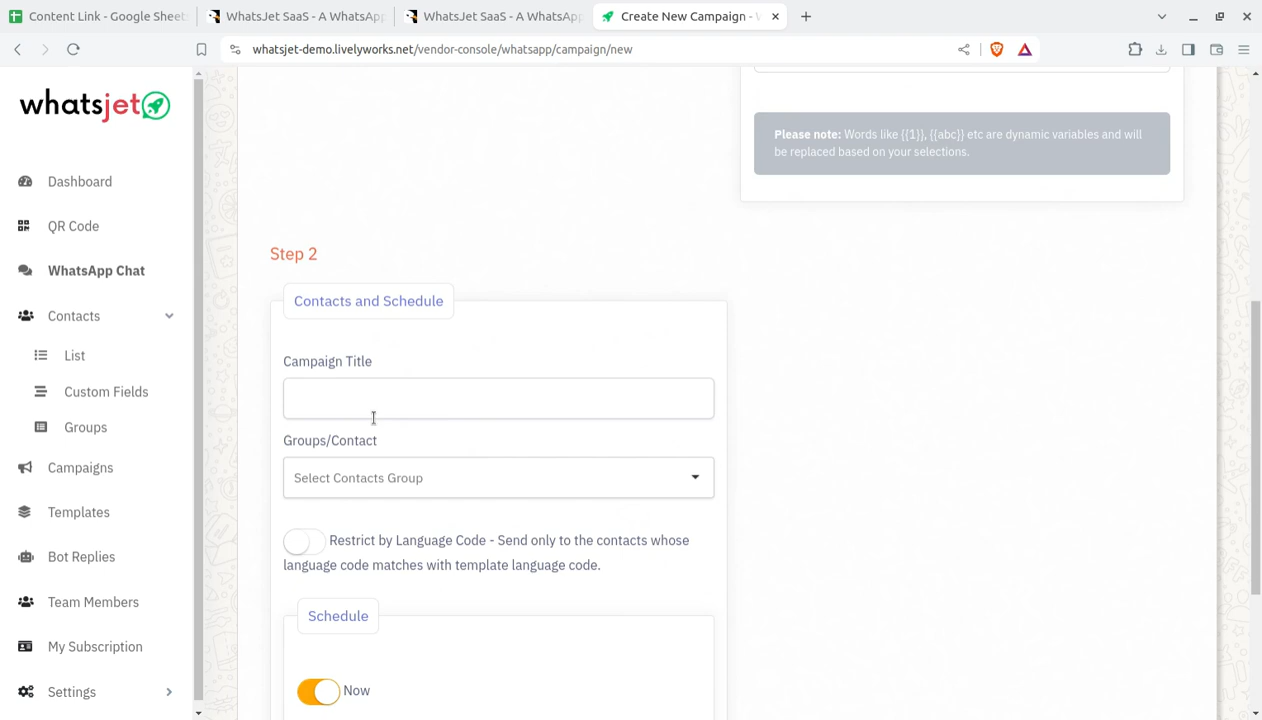 Content Link - Google Sheet
WhatsJet SaaS - A WhatsApp
WhatsJet SaaS - A WhatsApp
Create New Campaign -
whatsjet-demo.livelyworks.net/vendor-console/whatsapp/campaign/new
whatsjet
Dashboard
QR Code
WhatsApp Chat
Contacts
List
Custom Fields
Groups
Campaigns
Templates
Bot Replies
Team Members
My Subscription
Settings
Please note: Words like {{1}}, {{abc}} etc are dynamic variables and will
be replaced based on your selections.
Step 2
Contacts and Schedule
Campaign Title
Groups/Contact
Select Contacts Group
Restrict by Language Code - Send only to the contacts whose
language code matches with template language code.
Schedule
Now